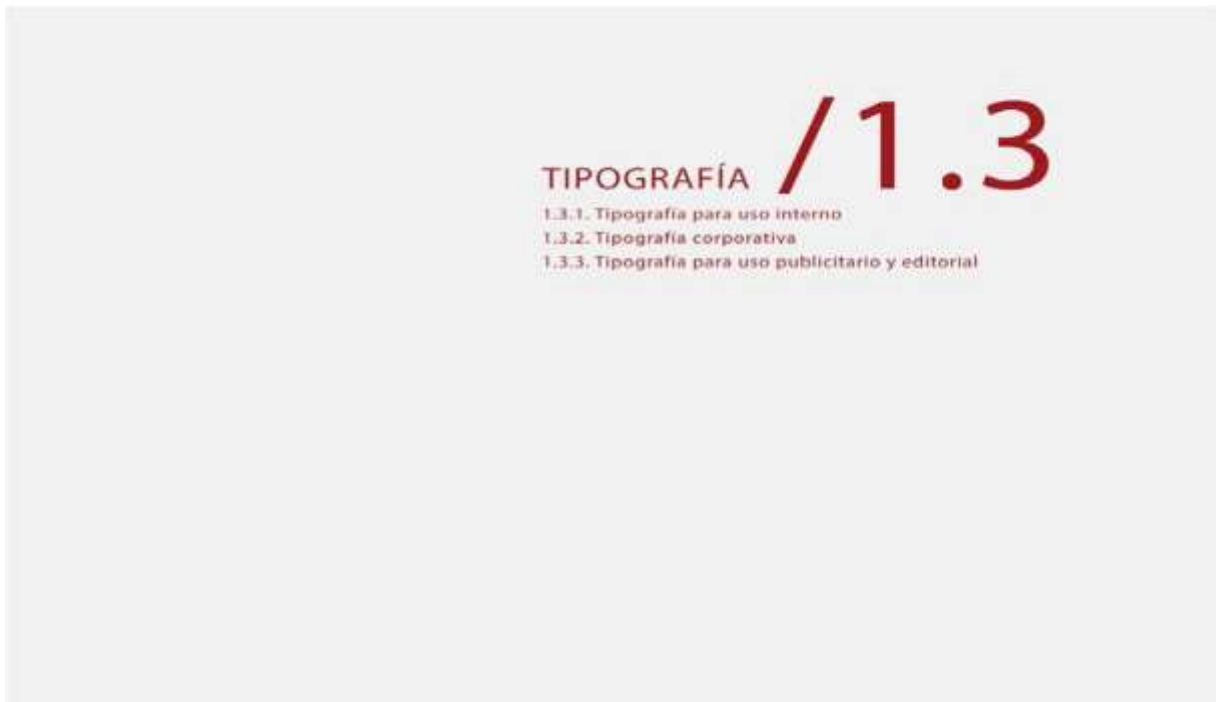 TIPOGRAFÍA /1.3
1.3.1. Tipografía para uso interno
1.3.2. Tipografía corporativa
1.3.3. Tipografía para uso publicitario y editorial